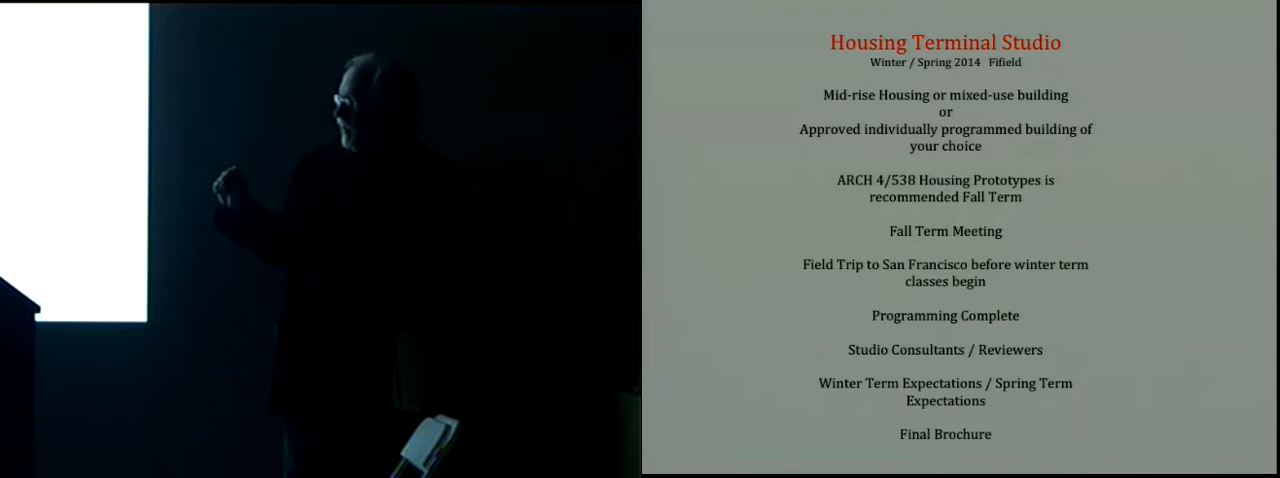 Housing Terminal Studio
Winter / Spring 2014 Fifield
Mid-rise Housing or mixed-use building
or
Approved individually programmed building of
your choice
ARCH 4/538 Housing Prototypes is
recommended Fall Term
Fall Term Meeting
Field Trip to San Francisco before winter term
classes begin
Programming Complete
Studio Consultants / Reviewers
Winter Term Expectations / Spring Term
Expectations
Final Brochure